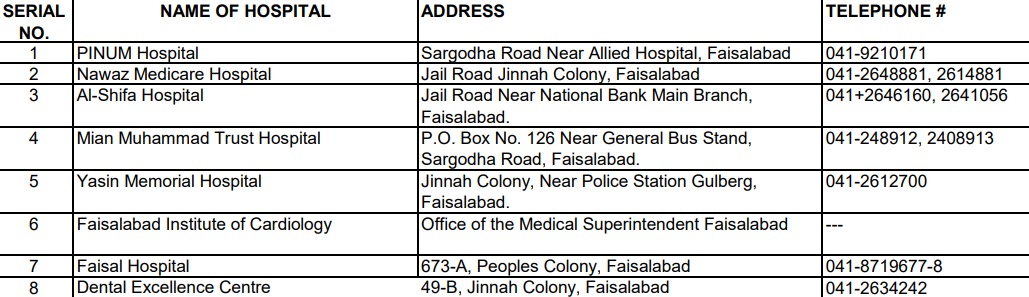 SERIAL NO. NAME OF HOSPITAL ADDRESS TELEPHONE #
1 PINUM Hospital Sargodha Road Near Allied Hospital, Faisalabad 041-9210171
2 Nawaz Medicare Hospital Jail Road Jinnah Colony, Faisalabad 041-2648881, 2614881
3 Al-Shifa Hospital Jail Road Near National Bank Main Branch, 041+2646160, 2641056
Faisalabad.
4 Mian Muhammad Trust Hospital P.O. Box No. 126 Near General Bus Stand, 041-248912, 2408913
Sargodha Road, Faisalabad.
5 Yasin Memorial Hospital Jinnah Colony, Near Police Station Gulberg, 041-2612700
Faisalabad.
6 Faisalabad Institute of Cardiology Office of the Medical Superintendent Faisalabad ---
7 Faisal Hospital 673-A, Peoples Colony, Faisalabad 041-8719677-8
8 Dental Excellence Centre 49-B, Jinnah Colony, Faisalabad 041-2634242